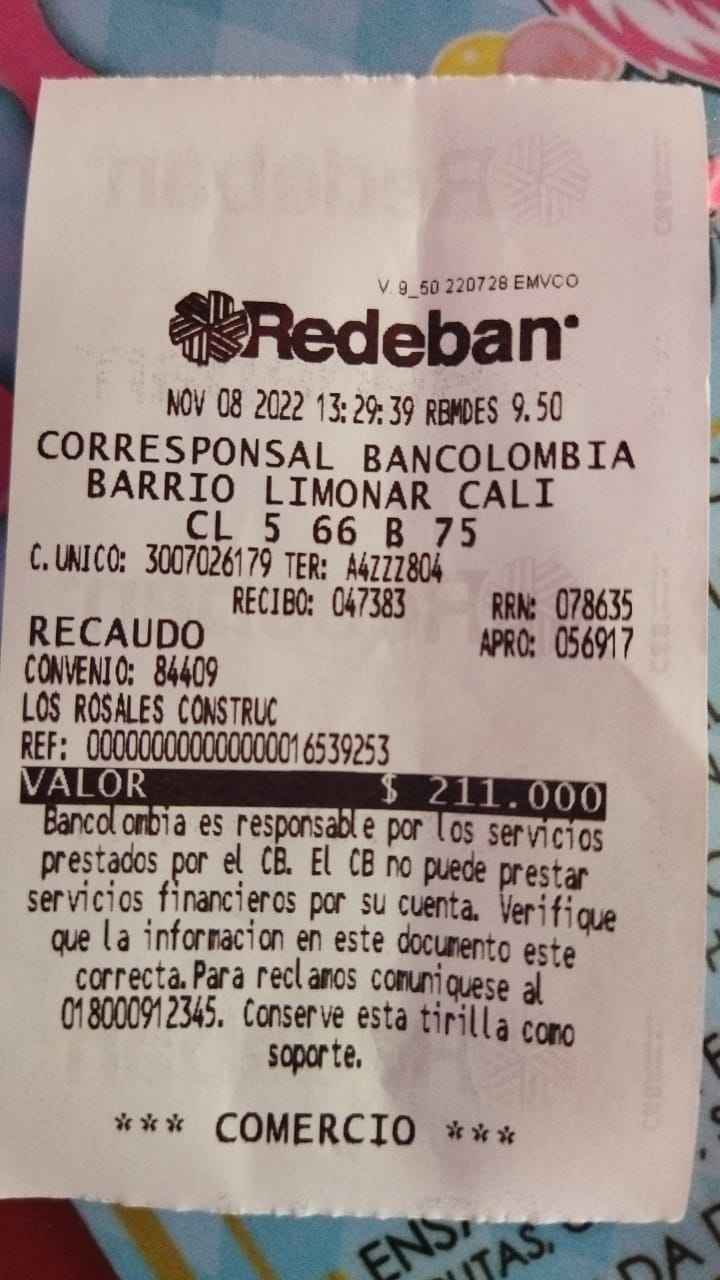 V. 9_50 220728 EMVCO
Redeban
NOV 08 2022 13:29:39 RBMDES 9.50
CORRESPONSAL BANCOLOMBIA
BARRIO LIMONAR CALI
CL 5 66 B 75
C. UNICO: 3007026179 TER: A4ZZZ804
RECIBO: 047383 RRN: 078635
RECAUDO APRO: 056917
CONVENIO: 84409
LOS ROSALES CONSTRUC
REF: 0000000000000000016539253
VALOR $ 211.000
Bancolombia es responsable por los servicios
prestados por el CB. El CB no puede prestar
servicios financieros por su cuenta. Verifique
que la informacion en este documento este
correcta.Para reclamos comuniquese al
018000912345. Conserve esta tirilla como
soporte.
*** COMERCIO ***